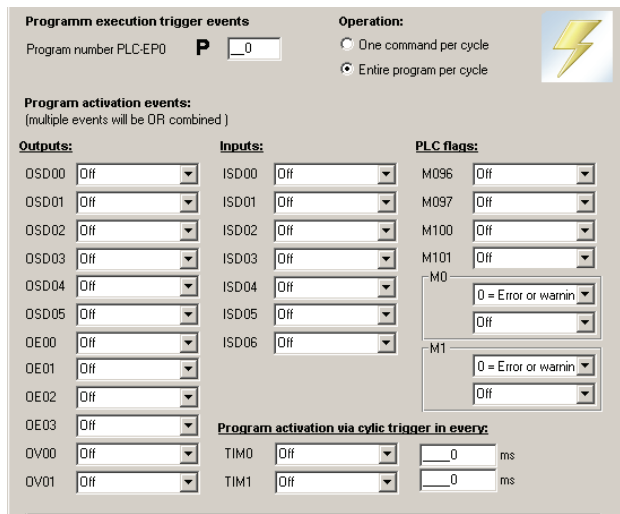 Programm execution trigger events
Operation:
Program number PLC-EP0 P __0
One command per cycle
Entire program per cycle
Program activation events:
(multiple events will be OR combined )
Outputs: Inputs: PLC flags:
OSD00 Off ISD00 Off M096 Off
OSD01 Off ISD01 Off M097 Off
OSD02 Off ISD02 Off M100 Off
OSD03 Off ISD03 Off M101 Off
OSD04 Off ISD04 Off M0 0 = Error or warnin
OSD05 Off ISD05 Off Off
OE00 Off ISD06 Off M1
OE01 Off 0 = Error or warnin
OE02 Off Off
OE03 Off Program activation via cylic trigger in every:
OV00 Off TIM0 Off ____0 ms
OV01 Off TIM1 Off ____0 ms